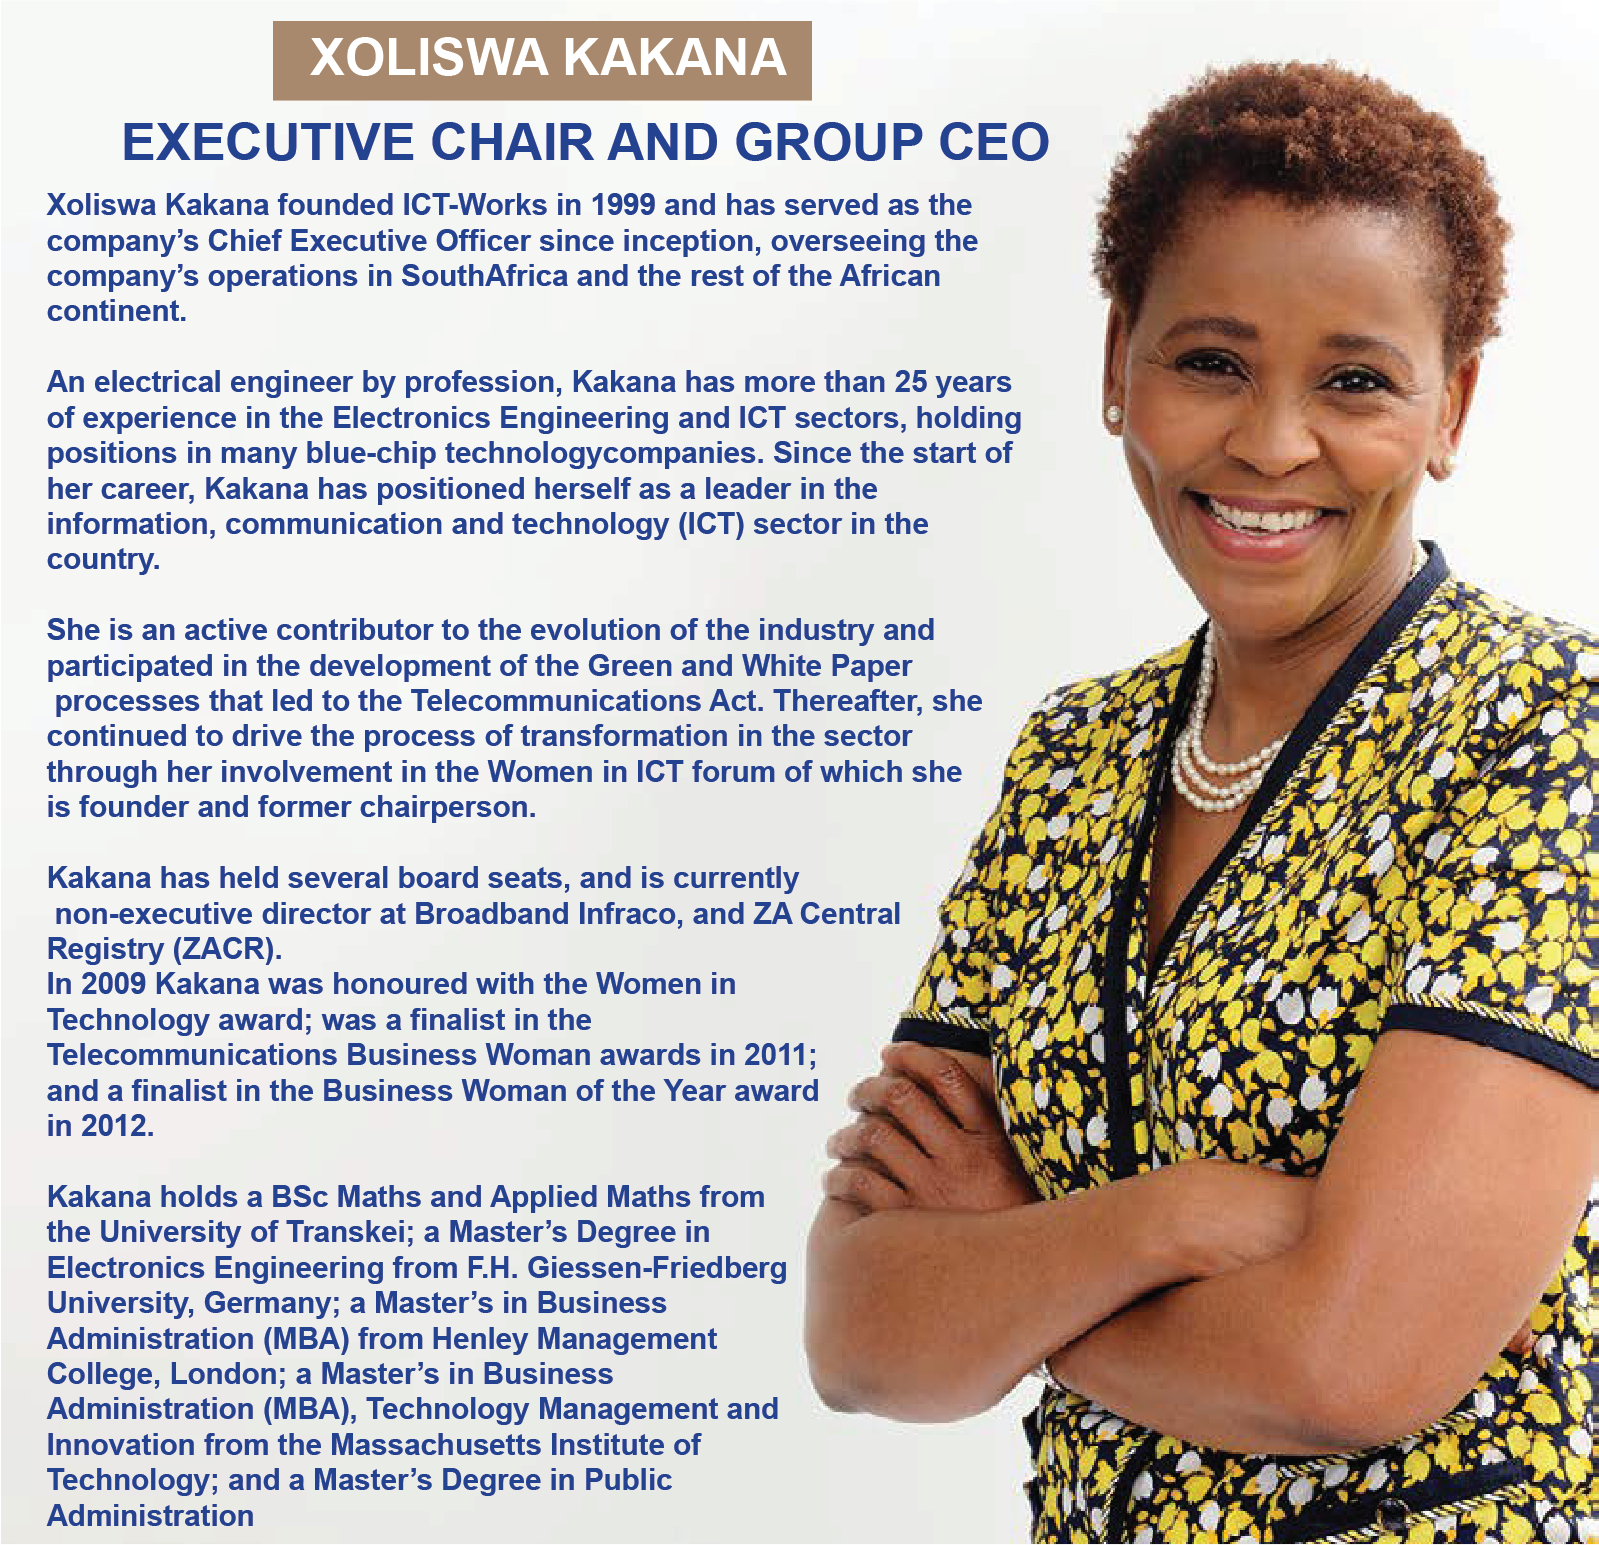 XOLISWA KAKANA
EXECUTIVE CHAIR AND GROUP CEO
Xoliswa Kakana founded ICT-Works in 1999 and has served as the
company’s Chief Executive Officer since inception, overseeing the
company’s operations in SouthAfrica and the rest of the African
continent.
An electrical engineer by profession, Kakana has more than 25 years
of experience in the Electronics Engineering and ICT sectors, holding
positions in many blue-chip technologycompanies. Since the start of
her career, Kakana has positioned herself as a leader in the
information, communication and technology (ICT) sector in the
country.
She is an active contributor to the evolution of the industry and
participated in the development of the Green and White Paper
processes that led to the Telecommunications Act. Thereafter, she
continued to drive the process of transformation in the sector
through her involvement in the Women in ICT forum of which she
is founder and former chairperson.
Kakana has held several board seats, and is currently
non-executive director at Broadband Infraco, and ZA Central
Registry (ZACR).
In 2009 Kakana was honoured with the Women in
Technology award; was a finalist in the
Telecommunications Business Woman awards in 2011;
and a finalist in the Business Woman of the Year award
in 2012.
Kakana holds a BSc Maths and Applied Maths from
the University of Transkei; a Master’s Degree in
Electronics Engineering from F.H. Giessen-Friedberg
University, Germany; a Master’s in Business
Administration (MBA) from Henley Management
College, London; a Master’s in Business
Administration (MBA), Technology Management and
Innovation from the Massachusetts Institute of
Technology; and a Master’s Degree in Public
Administration